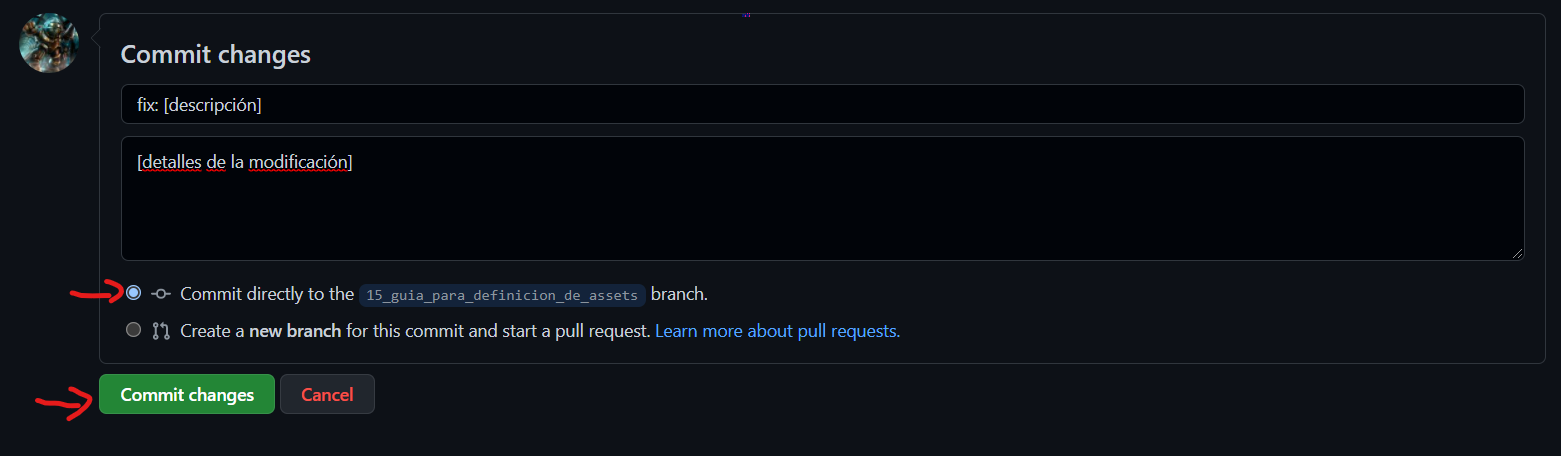 Commit changes
fix: [descripción]
[detalles de la modificación]
Commit directly to the 15_guia_para_definicion_de_assets branch.
Create a new branch for this commit and start a pull request. Learn more about pull requests.
Commit changes Cancel